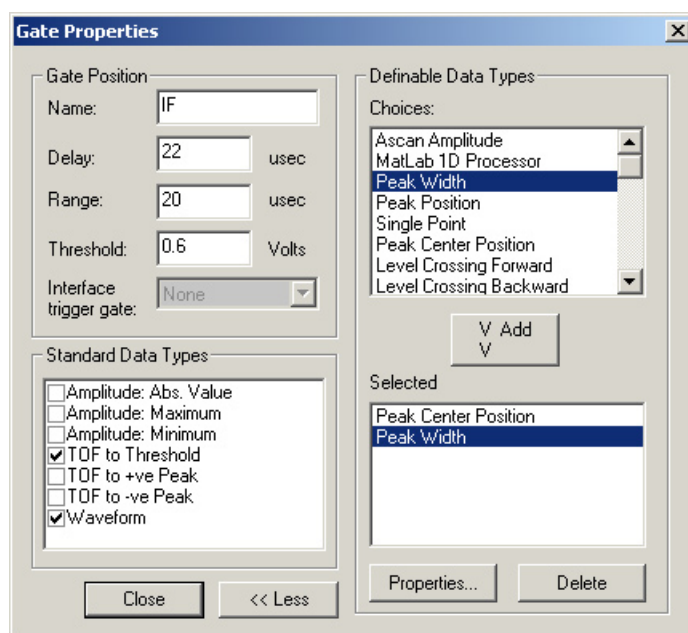 Gate Properties
Gate Position
Name: IF
Delay: 22 usec
Range: 20 usec
Threshold: 0.6 Volts
Interface
trigger gate: None
Standard Data Types
Amplitude: Abs. Value
Amplitude: Maximum
Amplitude: Minimum
TOF to Threshold
TOF to +ve Peak
TOF to -ve Peak
Waveform
Close
<< Less
Definable Data Types
Choices:
Ascan Amplitude
MatLab 1D Processor
Peak Width
Peak Position
Single Point
Peak Center Position
Level Crossing Forward
Level Crossing Backward
V Add
V
Selected
Peak Center Position
Peak Width
Properties...
Delete